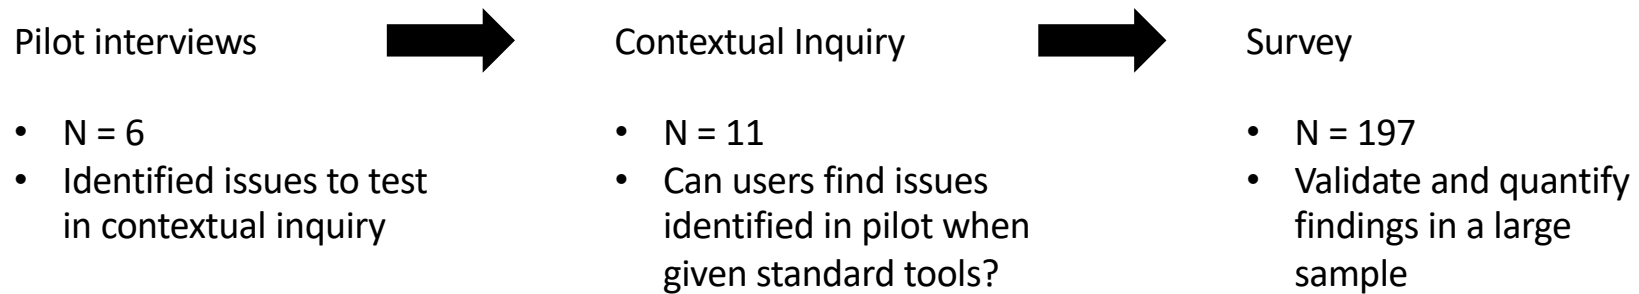 Pilot interviews
• N = 6
• Identified issues to test
in contextual inquiry
Contextual Inquiry
• N = 11
• Can users find issues
identified in pilot when
given standard tools?
Survey
• N = 197
• Validate and quantify
findings in a large
sample